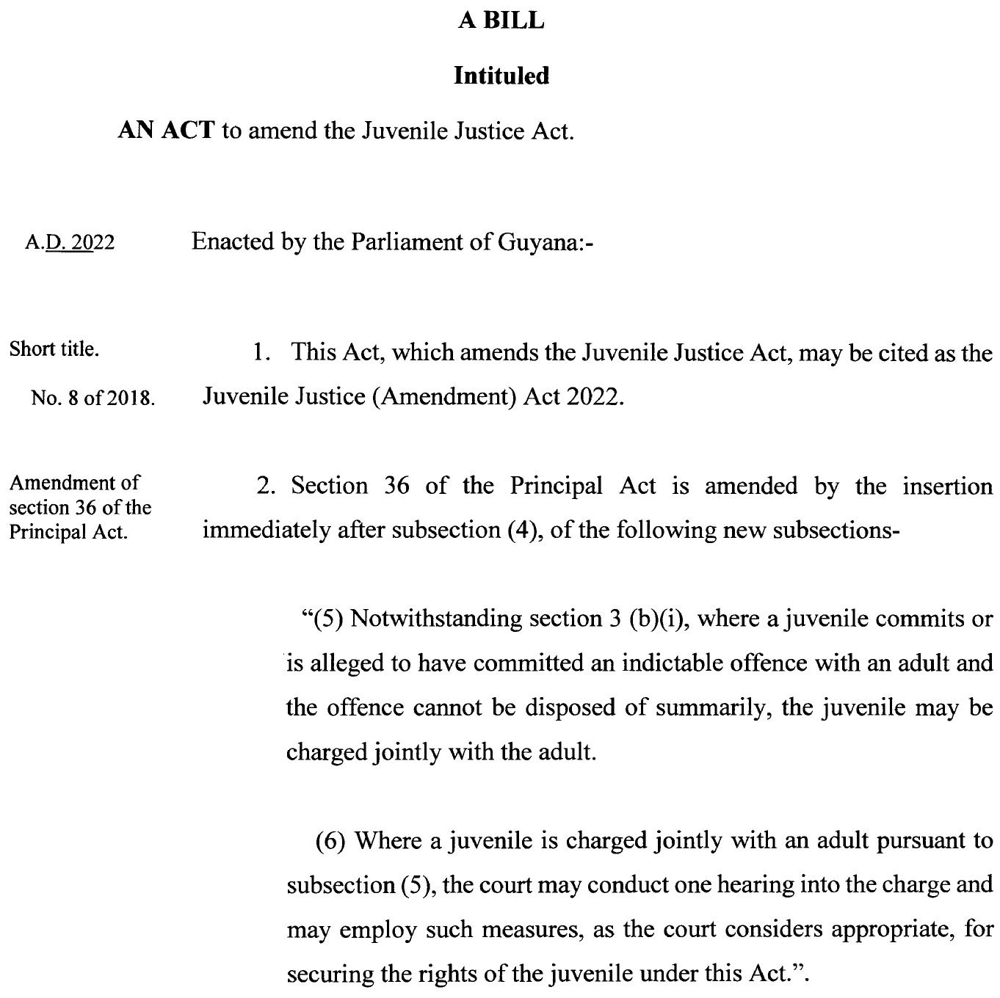 A BILL
Intituled
AN ACT to amend the Juvenile Justice Act.
A.D. 2022 Enacted by the Parliament of Guyana:-
Short title. 1. This Act, which amends the Juvenile Justice Act, may be cited as the
No. 8 of 2018. Juvenile Justice (Amendment) Act 2022.
Amendment of 2. Section 36 of the Principal Act is amended by the insertion
section 36 of the
Principal Act. immediately after subsection (4), of the following new subsections-
“(5) Notwithstanding section 3 (b)(i), where a juvenile commits or
is alleged to have committed an indictable offence with an adult and
the offence cannot be disposed of summarily, the juvenile may be
charged jointly with the adult.
(6) Where a juvenile is charged jointly with an adult pursuant to
subsection (5), the court may conduct one hearing into the charge and
may employ such measures, as the court considers appropriate, for
securing the rights of the juvenile under this Act.”.